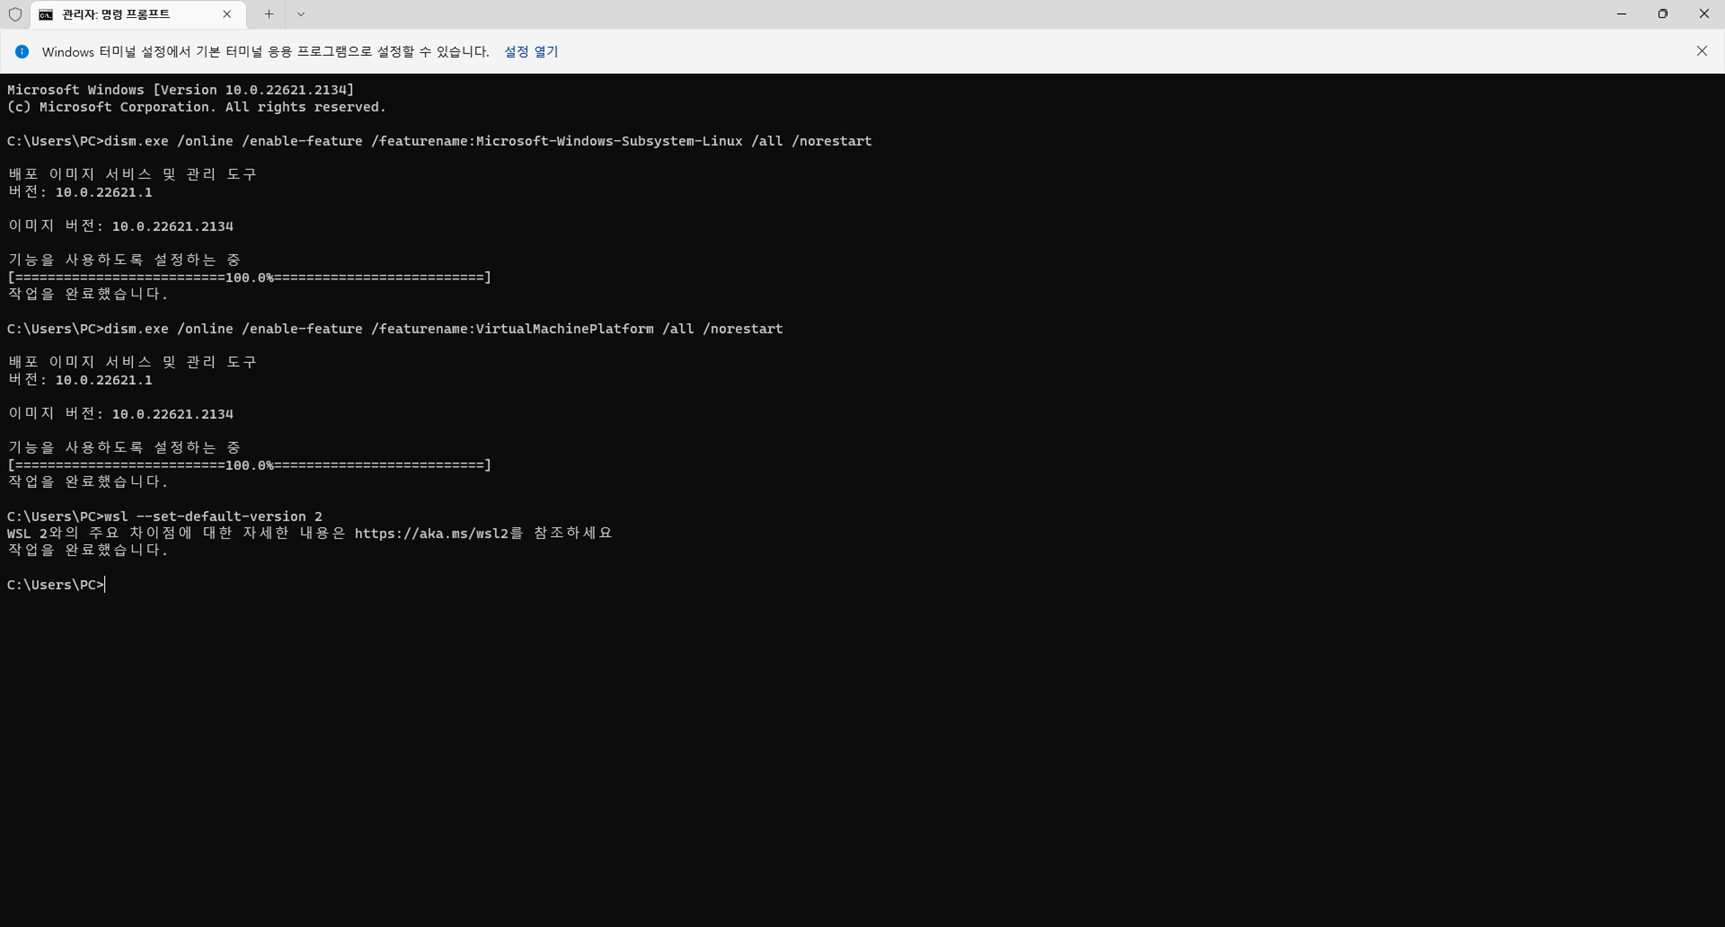 관리자: 명령 프롬프트
Windows 터미널 설정에서 기본 터미널 응용 프로그램으로 설정할 수 있습니다. 설정 열기
Microsoft Windows [Version 10.0.22621.2134]
(c) Microsoft Corporation. All rights reserved.
C:\Users\PC>dism.exe /online /enable-feature /featurename:Microsoft-Windows-Subsystem-Linux /all /norestart
배포 이미지 서비스 및 관리 도구
버전: 10.0.22621.1
이미지 버전: 10.0.22621.2134
기능을 사용하도록 설정하는 중
[==========================100.0%==========================]
작업을 완료했습니다.
C:\Users\PC>dism.exe /online /enable-feature /featurename:VirtualMachinePlatform /all /norestart
배포 이미지 서비스 및 관리 도구
버전: 10.0.22621.1
이미지 버전: 10.0.22621.2134
기능을 사용하도록 설정하는 중
[==========================100.0%==========================]
작업을 완료했습니다.
C:\Users\PC>wsl --set-default-version 2
WSL 2와의 주요 차이점에 대한 자세한 내용은 https://aka.ms/wsl2를 참조하세요
작업을 완료했습니다.
C:\Users\PC>